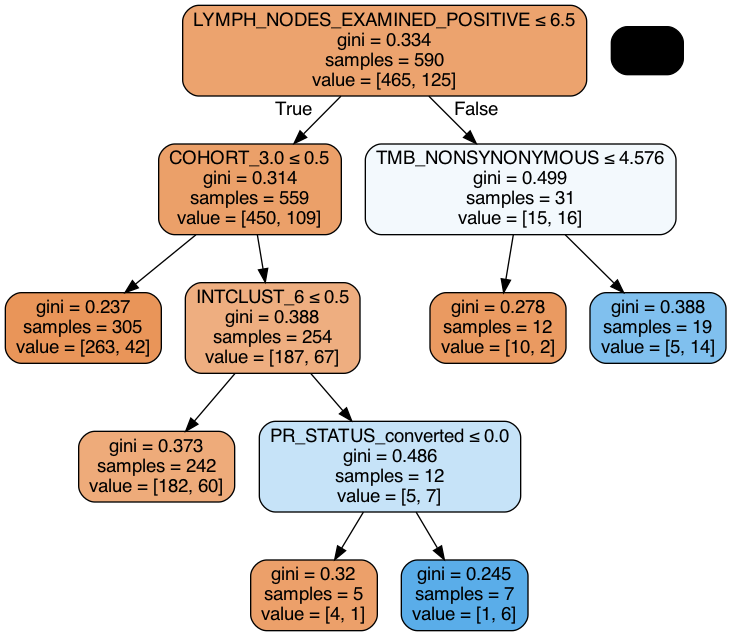 LYMPH_NODES_EXAMINED_POSITIVE ≤ 6.5
gini = 0.334
samples = 590
value = [465, 125]
True
False
COHORT_3.0 ≤ 0.5
gini = 0.314
samples = 559
value = [450, 109]
TMB_NONSYNONYMOUS ≤ 4.576
gini = 0.499
samples = 31
value = [15, 16]
gini = 0.237
samples = 305
value = [263, 42]
INTCLUST_6 ≤ 0.5
gini = 0.388
samples = 254
value = [187, 67]
gini = 0.278
samples = 12
value = [10, 2]
gini = 0.388
samples = 19
value = [5, 14]
gini = 0.373
samples = 242
value = [182, 60]
PR_STATUS_converted ≤ 0.0
gini = 0.486
samples = 12
value = [5, 7]
gini = 0.32
samples = 5
value = [4, 1]
gini = 0.245
samples = 7
value = [1, 6]